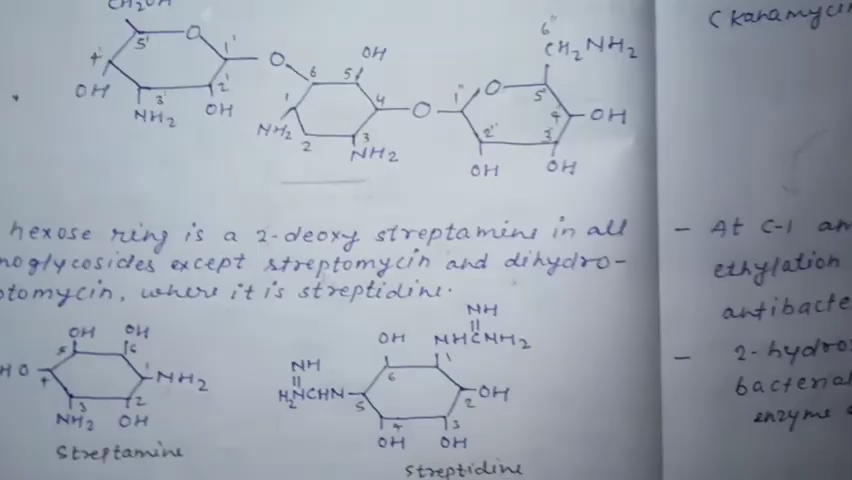 CH2OH
(Kanamycin
6"
CH2NH2
5' O 1' O OH
4' 6 5 1" O 5"
OH 3' 2' 1 4 O 4" OH
NH2 OH NH2 2 3 NH2 2" 3"
OH OH
hexose ring is a 2-deoxy streptamine in all
noglycosides except streptomycin and dihydro-
ptomycin, where it is streptidine.
- At C-1 an
ethylation
antibacte
- 2-hydrox
bacterial
enzyme
NH
OH OH OH NHCNH2
5 6 NH 6 1
HO 4 1 NH2 H2NCHN 5 2 OH
3 2 4 3
NH2 OH OH OH
Streptamine
streptidine